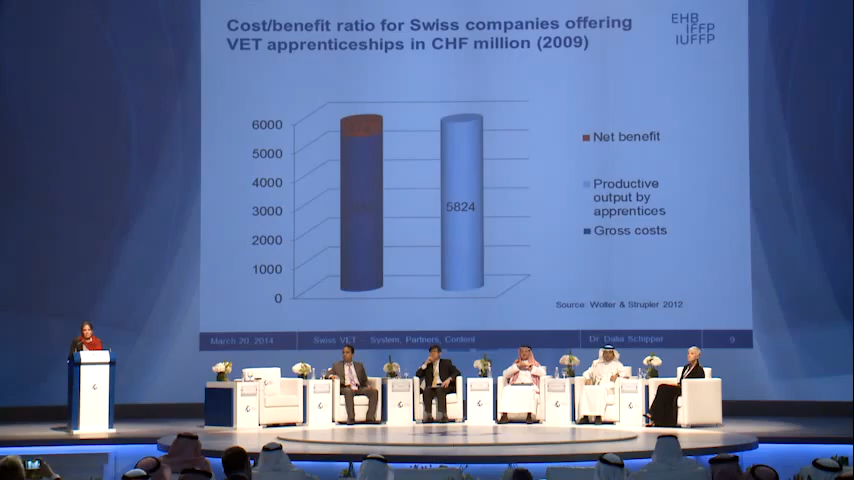 Cost/benefit ratio for Swiss companies offering
VET apprenticeships in CHF million (2009)
EHB
IFFP
IUFFP
6000
5000
4000
3000
2000
1000
0
5824
Net benefit
Productive
output by
apprentices
Gross costs
Source: Wolter & Strupler 2012
March 20, 2014
Swiss VET – System, Partners, Content
Dr. Dalia Schipper
9